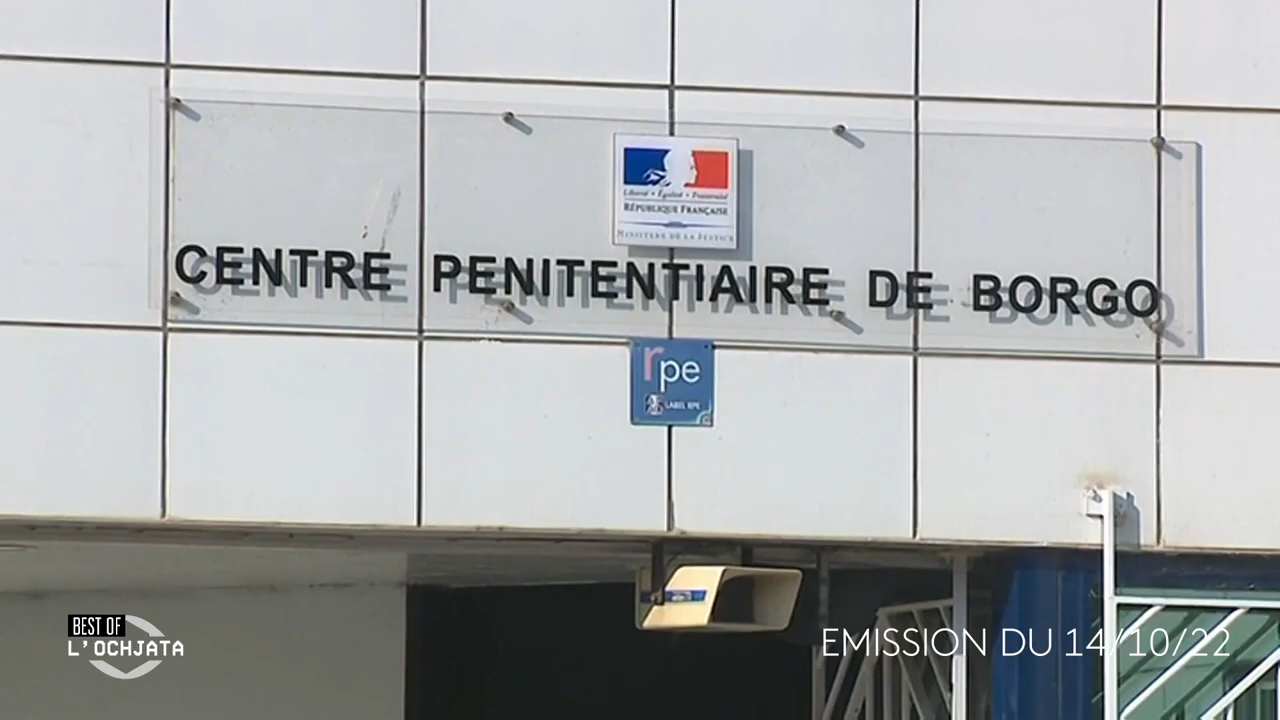 Liberté • Égalité • Fraternité
RÉPUBLIQUE FRANÇAISE
MINISTÈRE DE LA JUSTICE
CENTRE PENITENTIAIRE DE BORGO
rpe
LABEL RPE
BEST OF
L'OCHJATA
EMISSION DU 14/10/22